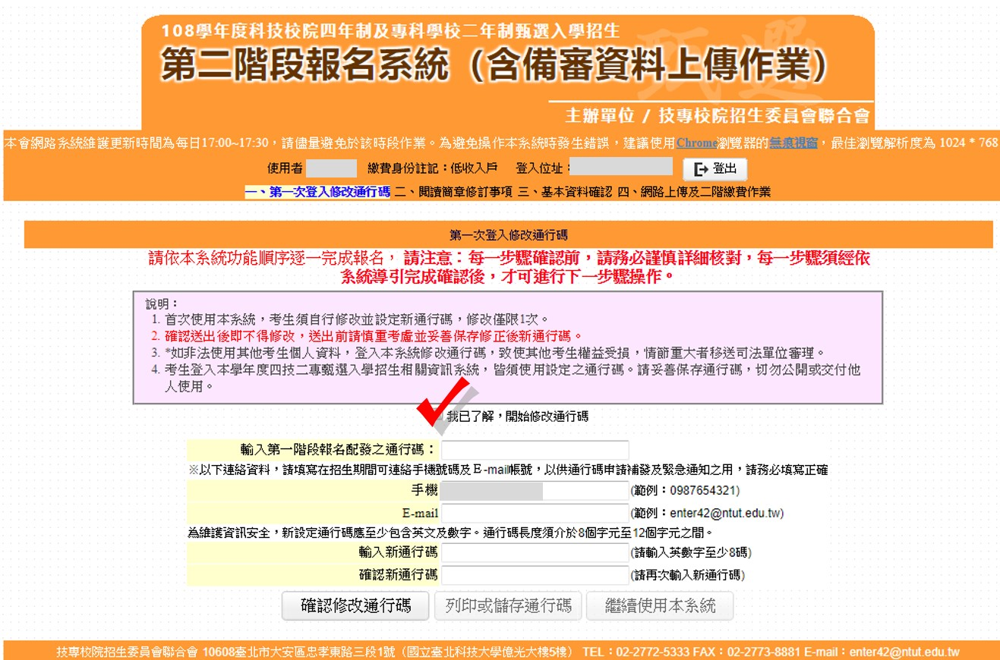 108學年度科技校院四年制及專科學校二年制甄選入學招生
甄選
第二階段報名系統（含備審資料上傳作業）
主辦單位 / 技專校院招生委員會聯合會
本會網路系統維護更新時間為每日17:00~17:30，請儘量避免於該時段作業。為避免操作本系統時發生錯誤，建議使用Chrome瀏覽器的無痕視窗，最佳瀏覽解析度為 1024 * 768
使用者 繳費身份註記：低收入戶 登入位址： 登出
一、第一次登入修改通行碼 二、閱讀簡章修訂事項 三、基本資料確認 四、網路上傳及二階繳費作業
第一次登入修改通行碼
請依本系統功能順序逐一完成報名， 請注意：每一步驟確認前，請務必謹慎詳細核對，每一步驟須經依
系統導引完成確認後，才可進行下一步驟操作。
說明：
1. 首次使用本系統，考生須自行修改並設定新通行碼，修改僅限1次。
2. 確認送出後即不得修改，送出前請慎重考慮並妥善保存修正後新通行碼。
3. *如非法使用其他考生個人資料，登入本系統修改通行碼，致使其他考生權益受損，情節重大者移送司法單位審理。
4. 考生登入本學年度四技二專甄選入學招生相關資訊系統，皆須使用設定之通行碼。請妥善保存通行碼，切勿公開或交付他
人使用。
我已了解，開始修改通行碼
輸入第一階段報名配發之通行碼：
※以下連絡資料，請填寫在招生期間可連絡手機號碼及E-mail帳號，以供通行碼申請補發及緊急通知之用，請務必填寫正確
手機 (範例：0987654321)
E-mail (範例：enter42@ntut.edu.tw)
為維護資訊安全，新設定通行碼應至少包含英文及數字。通行碼長度須介於8個字元至12個字元之間。
輸入新通行碼 (請輸入英數字至少8碼)
確認新通行碼 (請再次輸入新通行碼)
確認修改通行碼 列印或儲存通行碼 繼續使用本系統
技專校院招生委員會聯合會 10608臺北市大安區忠孝東路三段1號（國立臺北科技大學億光大樓5樓） TEL：02-2772-5333 FAX：02-2773-8881 E-mail：enter42@ntut.edu.tw